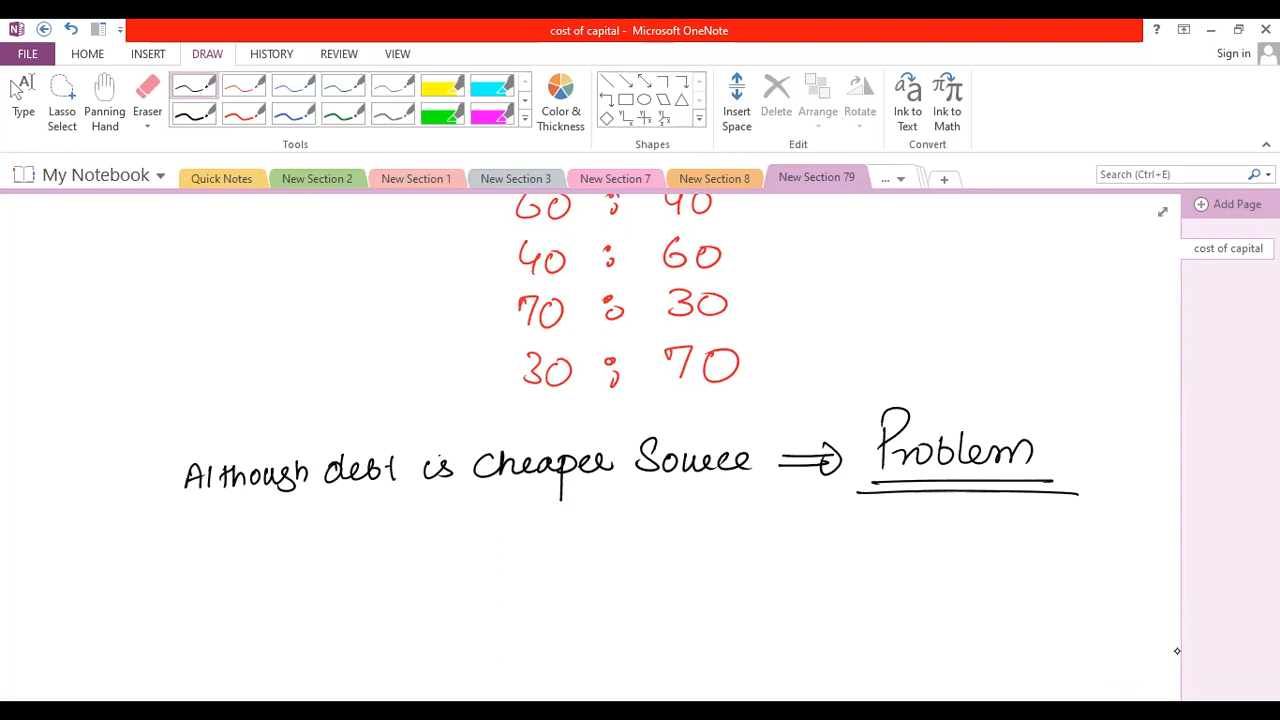 cost of capital - Microsoft OneNote
FILE HOME INSERT DRAW HISTORY REVIEW VIEW
Sign in
Type
Lasso Select
Panning Hand
Eraser
Color & Thickness
Insert Space
Delete
Arrange
Rotate
Ink to Text
Ink to Math
Tools Shapes Edit Convert
My Notebook Quick Notes New Section 2 New Section 1 New Section 3 New Section 7 New Section 8 New Section 79 ... Search (Ctrl+E)
Add Page
cost of capital
60 : 40
40 : 60
70 : 30
30 : 70
Although debt is Cheaper Source ⇒ Problem